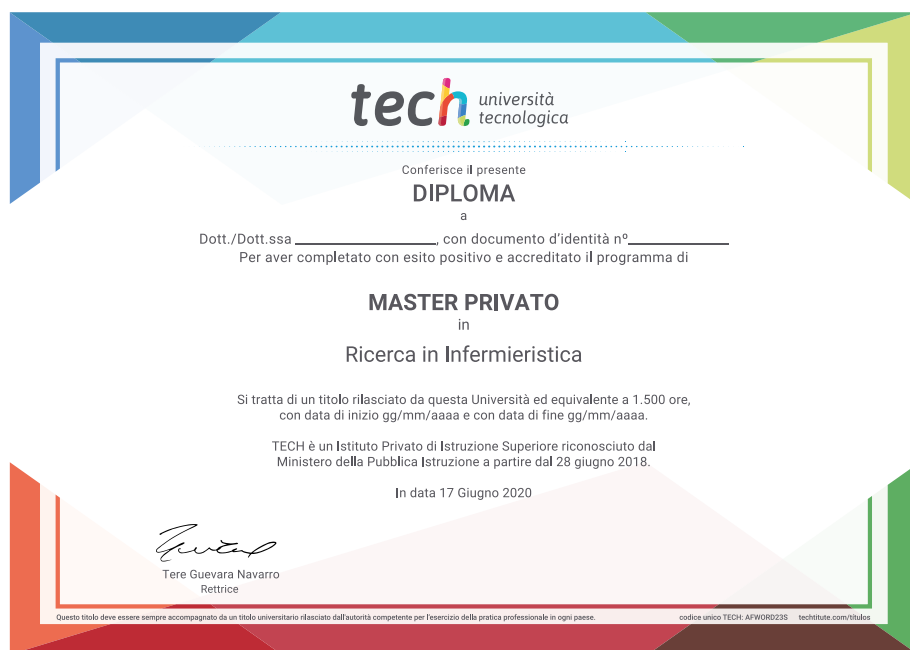 tech università
tecnologica
Conferisce il presente
DIPLOMA
a
Dott./Dott.ssa _________________, con documento d'identità nº____________
Per aver completato con esito positivo e accreditato il programma di
MASTER PRIVATO
in
Ricerca in Infermieristica
Si tratta di un titolo rilasciato da questa Università ed equivalente a 1.500 ore,
con data di inizio gg/mm/aaaa e con data di fine gg/mm/aaaa.
TECH è un Istituto Privato di Istruzione Superiore riconosciuto dal
Ministero della Pubblica Istruzione a partire dal 28 giugno 2018.
In data 17 Giugno 2020
Tere Guevara Navarro
Rettrice
Questo titolo deve essere sempre accompagnato da un titolo universitario rilasciato dall'autorità competente per l'esercizio della pratica professionale in ogni paese.
codice unico TECH: AFWORD23S techtitute.com/títulos